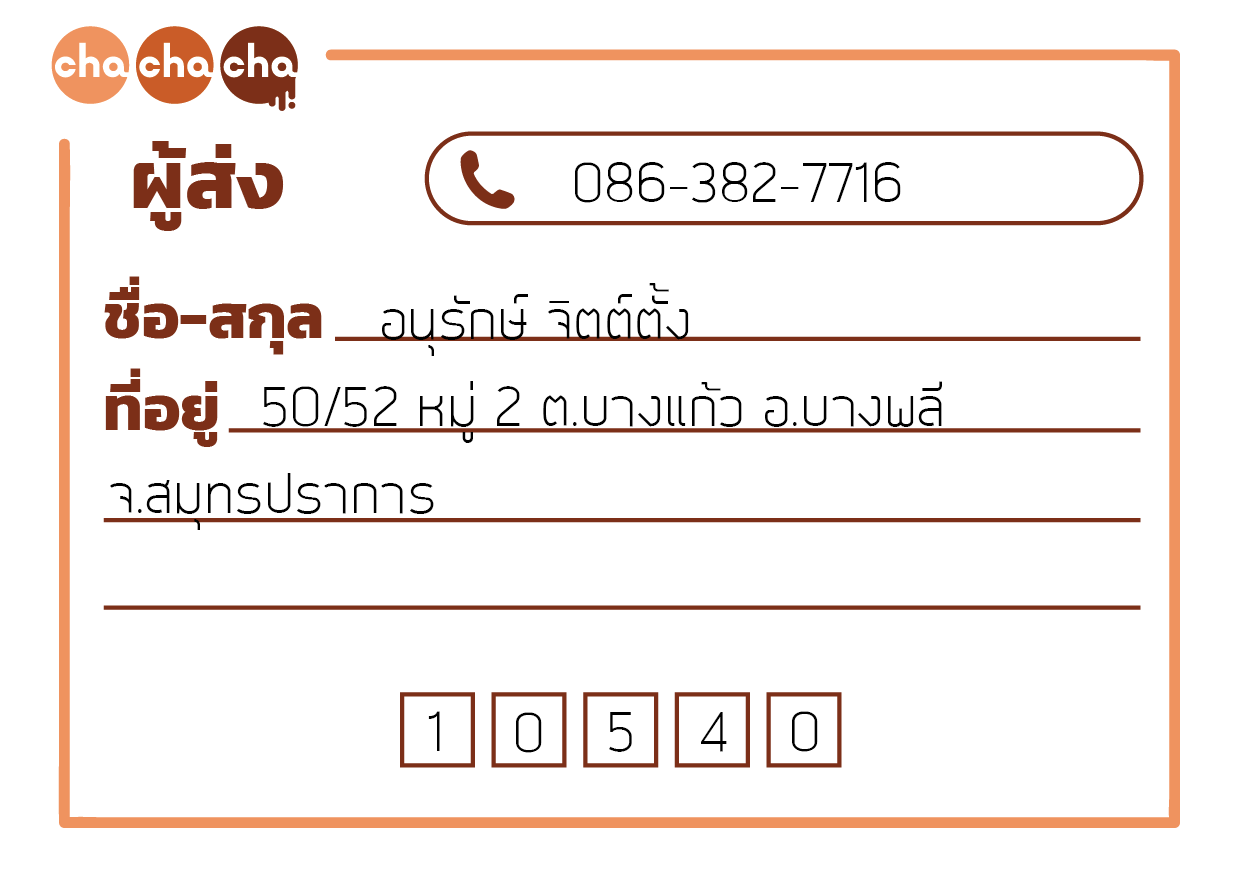 cha cha cha
ผู้ส่ง 086-382-7716
ชื่อ-สกุล อนุรักษ์ จิตต์ตั้ง
ที่อยู่ 50/52 หมู่ 2 ต.บางแก้ว อ.บางพลี
จ.สมุทรปราการ
1 0 5 4 0